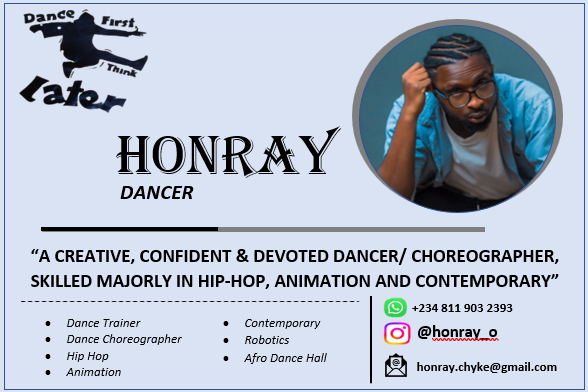 Dance First,
Think
Later
HONRAY
DANCER
“A CREATIVE, CONFIDENT & DEVOTED DANCER/ CHOREOGRAPHER,
SKILLED MAJORLY IN HIP-HOP, ANIMATION AND CONTEMPORARY”
• Dance Trainer
• Dance Choreographer
• Hip Hop
• Animation
• Contemporary
• Robotics
• Afro Dance Hall
+234 811 903 2393
@honray_o
honray.chyke@gmail.com